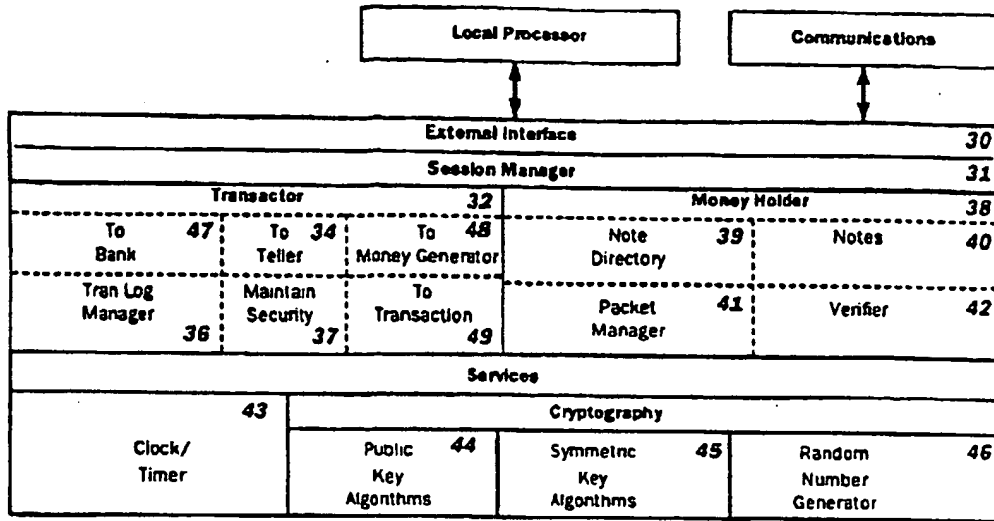 Local Processor
Communications
External Interface 30
Session Manager 31
Transactor 32
Money Holder 38
To 47
Bank
To 34
Teller
To 48
Money Generator
Note 39
Directory
Notes 40
Tran Log
Manager
36
Maintain
Security
37
To
Transaction
49
Packet 41
Manager
Verifier 42
Services
43
Clock/
Timer
Cryptography
Public 44
Key
Algorithms
Symmetric 45
Key
Algorithms
Random 46
Number
Generator